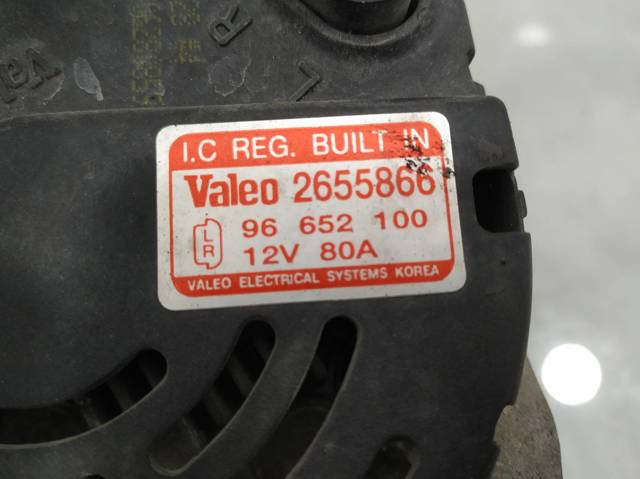 L R
I.C REG. BUILT IN
Valeo 2655866
L
R
96 652 100
12V 80A
VALEO ELECTRICAL SYSTEMS KOREA